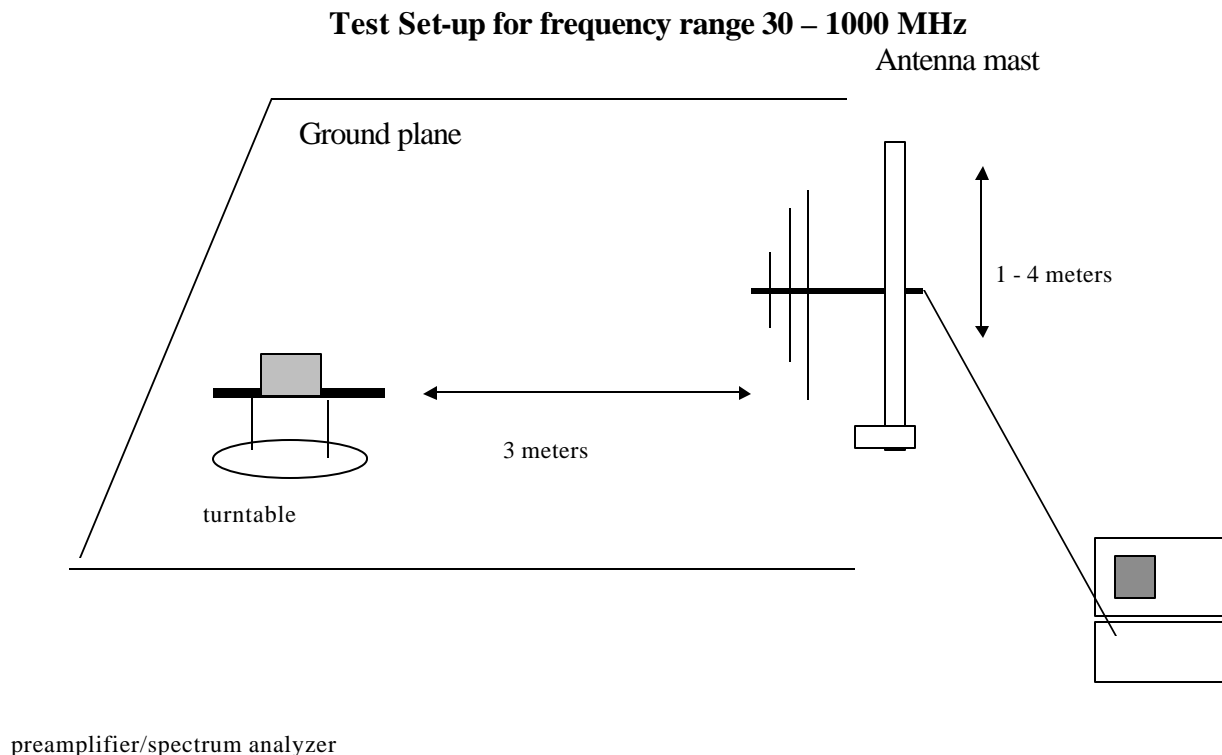 Test Set-up for frequency range 30 – 1000 MHz
Antenna mast
Ground plane
1 - 4 meters
3 meters
turntable
preamplifier/spectrum analyzer